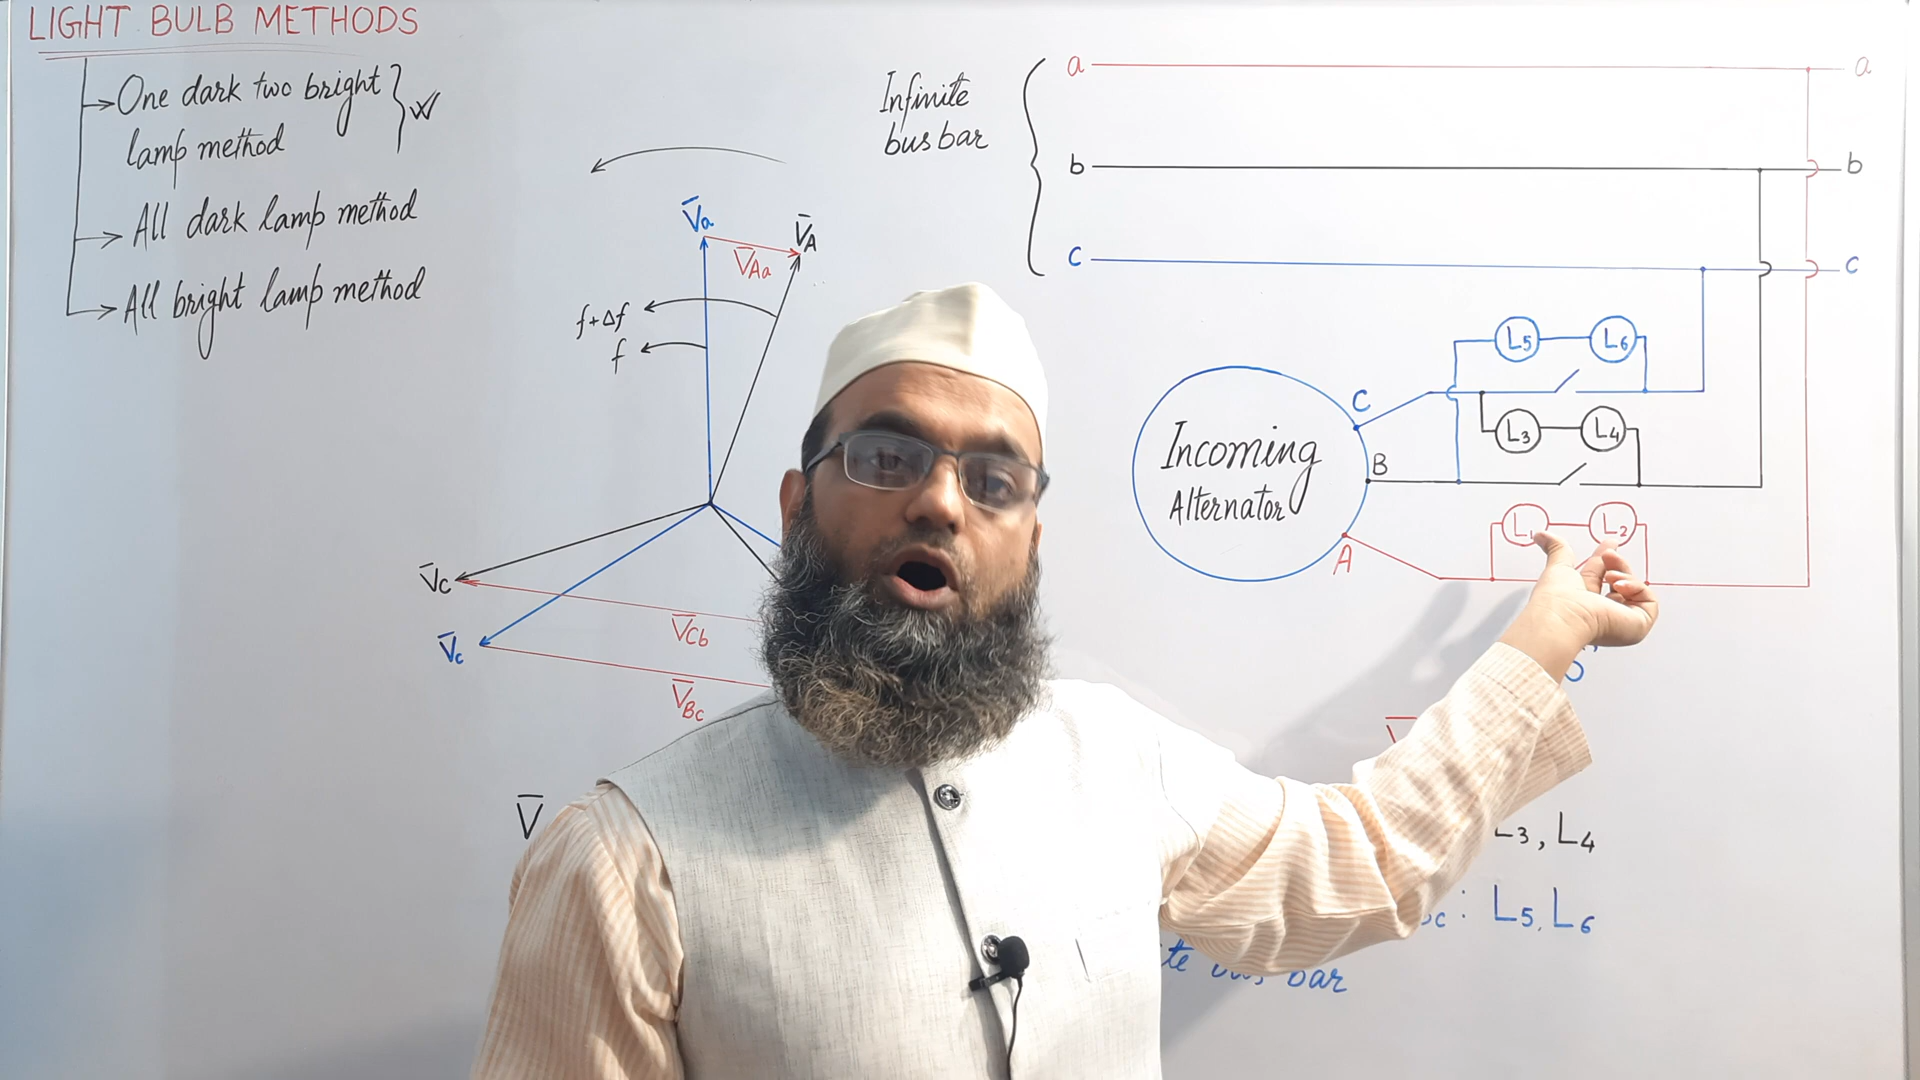 LIGHT BULB METHODS
One dark two bright
lamp method
All dark lamp method
All bright lamp method
V̅a
V̅A
V̅Aa
f+Δf
f
V̅C
V̅c
V̅Cb
V̅Bc
V̅
Infinite
bus bar
a a
b b
c c
Incoming
Alternator
C
B
A
L5 L6
L3 L4
L1 L2
L3, L4
c : L5, L6
bar